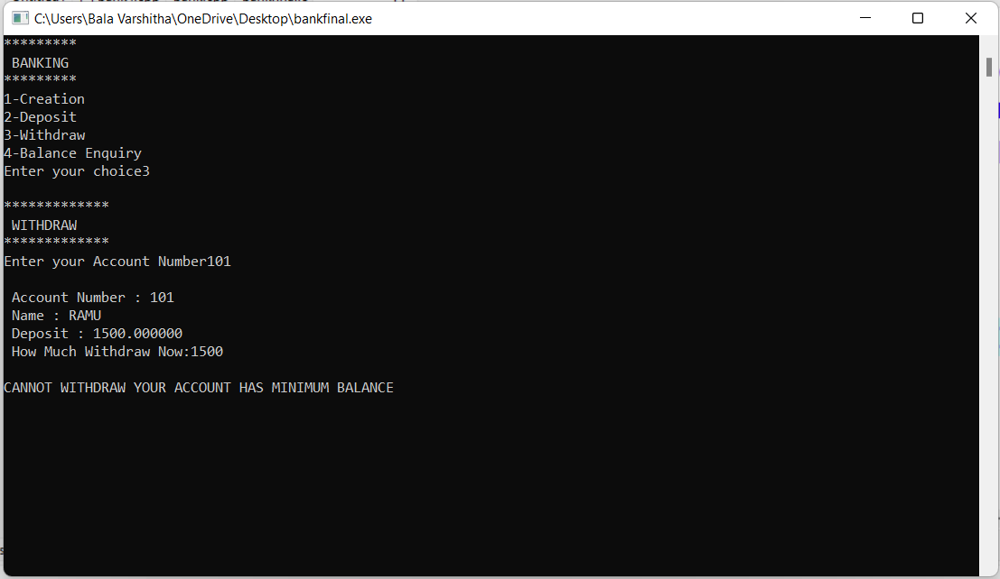 C:\Users\Bala Varshitha\OneDrive\Desktop\bankfinal.exe
*********
BANKING
*********
1-Creation
2-Deposit
3-Withdraw
4-Balance Enquiry
Enter your choice3
*************
WITHDRAW
*************
Enter your Account Number101
Account Number : 101
Name : RAMU
Deposit : 1500.000000
How Much Withdraw Now:1500
CANNOT WITHDRAW YOUR ACCOUNT HAS MINIMUM BALANCE